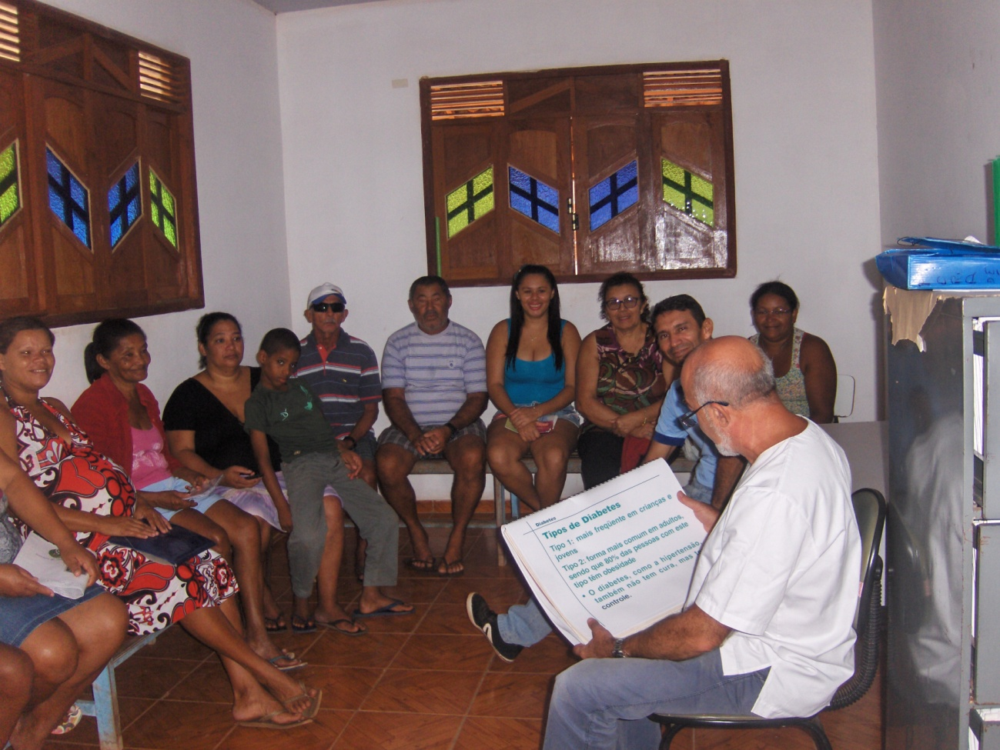 Diabetes
Tipos de Diabetes
Tipo 1: mais freqüente em crianças e
jovens
Tipo 2: forma mais comum em adultos,
sendo que 80% das pessoas com este
tipo têm obesidade
• O diabetes, como a hipertensão,
também não tem cura, mas
controle.